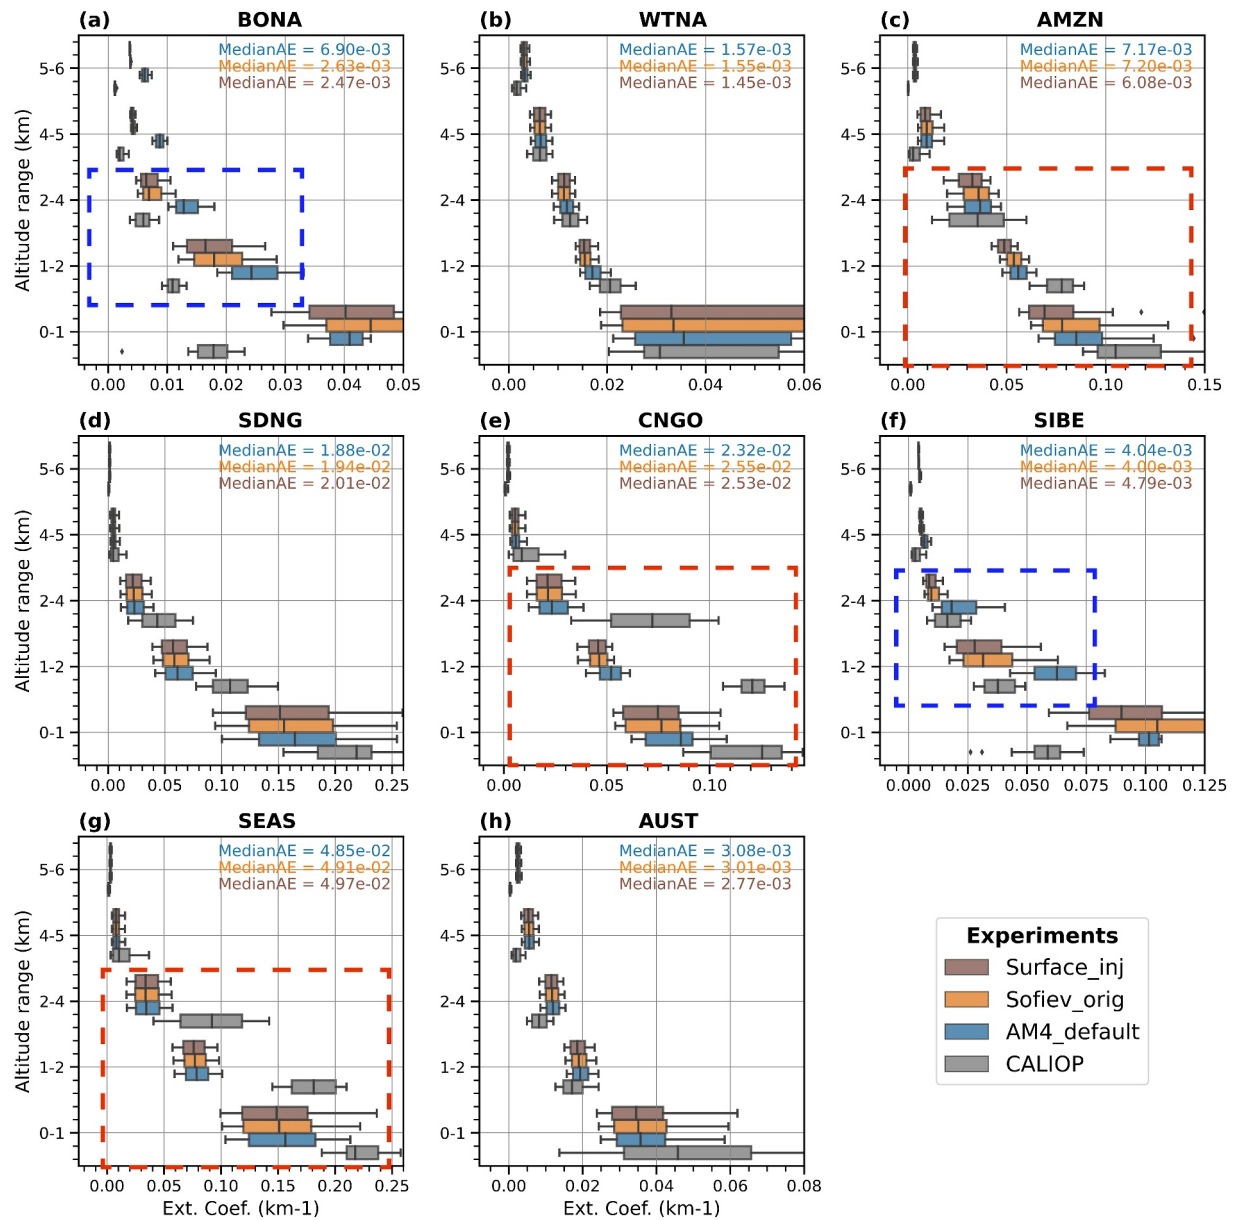 (a) BONA
MedianAE = 6.90e-03
MedianAE = 2.63e-03
MedianAE = 2.47e-03
5-6
4-5
2-4
1-2
0-1
Altitude range (km)
0.00 0.01 0.02 0.03 0.04 0.05
(b) WTNA
MedianAE = 1.57e-03
MedianAE = 1.55e-03
MedianAE = 1.45e-03
5-6
4-5
2-4
1-2
0-1
0.00 0.02 0.04 0.06
(c) AMZN
MedianAE = 7.17e-03
MedianAE = 7.20e-03
MedianAE = 6.08e-03
5-6
4-5
2-4
1-2
0-1
0.00 0.05 0.10 0.15
(d) SDNG
MedianAE = 1.88e-02
MedianAE = 1.94e-02
MedianAE = 2.01e-02
5-6
4-5
2-4
1-2
0-1
Altitude range (km)
0.00 0.05 0.10 0.15 0.20 0.25
(e) CNGO
MedianAE = 2.32e-02
MedianAE = 2.55e-02
MedianAE = 2.53e-02
5-6
4-5
2-4
1-2
0-1
0.00 0.05 0.10
(f) SIBE
MedianAE = 4.04e-03
MedianAE = 4.00e-03
MedianAE = 4.79e-03
5-6
4-5
2-4
1-2
0-1
0.000 0.025 0.050 0.075 0.100 0.125
(g) SEAS
MedianAE = 4.85e-02
MedianAE = 4.91e-02
MedianAE = 4.97e-02
5-6
4-5
2-4
1-2
0-1
Altitude range (km)
0.00 0.05 0.10 0.15 0.20 0.25
Ext. Coef. (km-1)
(h) AUST
MedianAE = 3.08e-03
MedianAE = 3.01e-03
MedianAE = 2.77e-03
5-6
4-5
2-4
1-2
0-1
0.00 0.02 0.04 0.06 0.08
Ext. Coef. (km-1)
Experiments
Surface_inj
Sofiev_orig
AM4_default
CALIOP